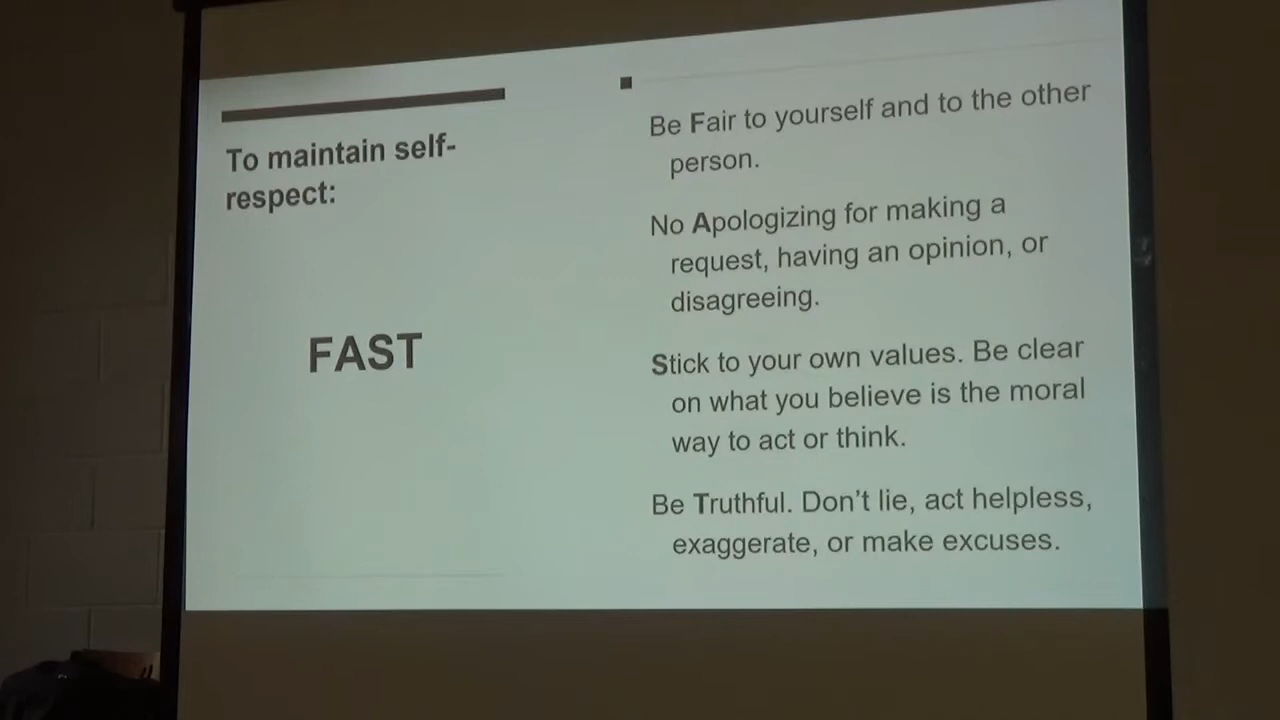 To maintain self-
respect:
FAST
Be Fair to yourself and to the other
person.
No Apologizing for making a
request, having an opinion, or
disagreeing.
Stick to your own values. Be clear
on what you believe is the moral
way to act or think.
Be Truthful. Don't lie, act helpless,
exaggerate, or make excuses.